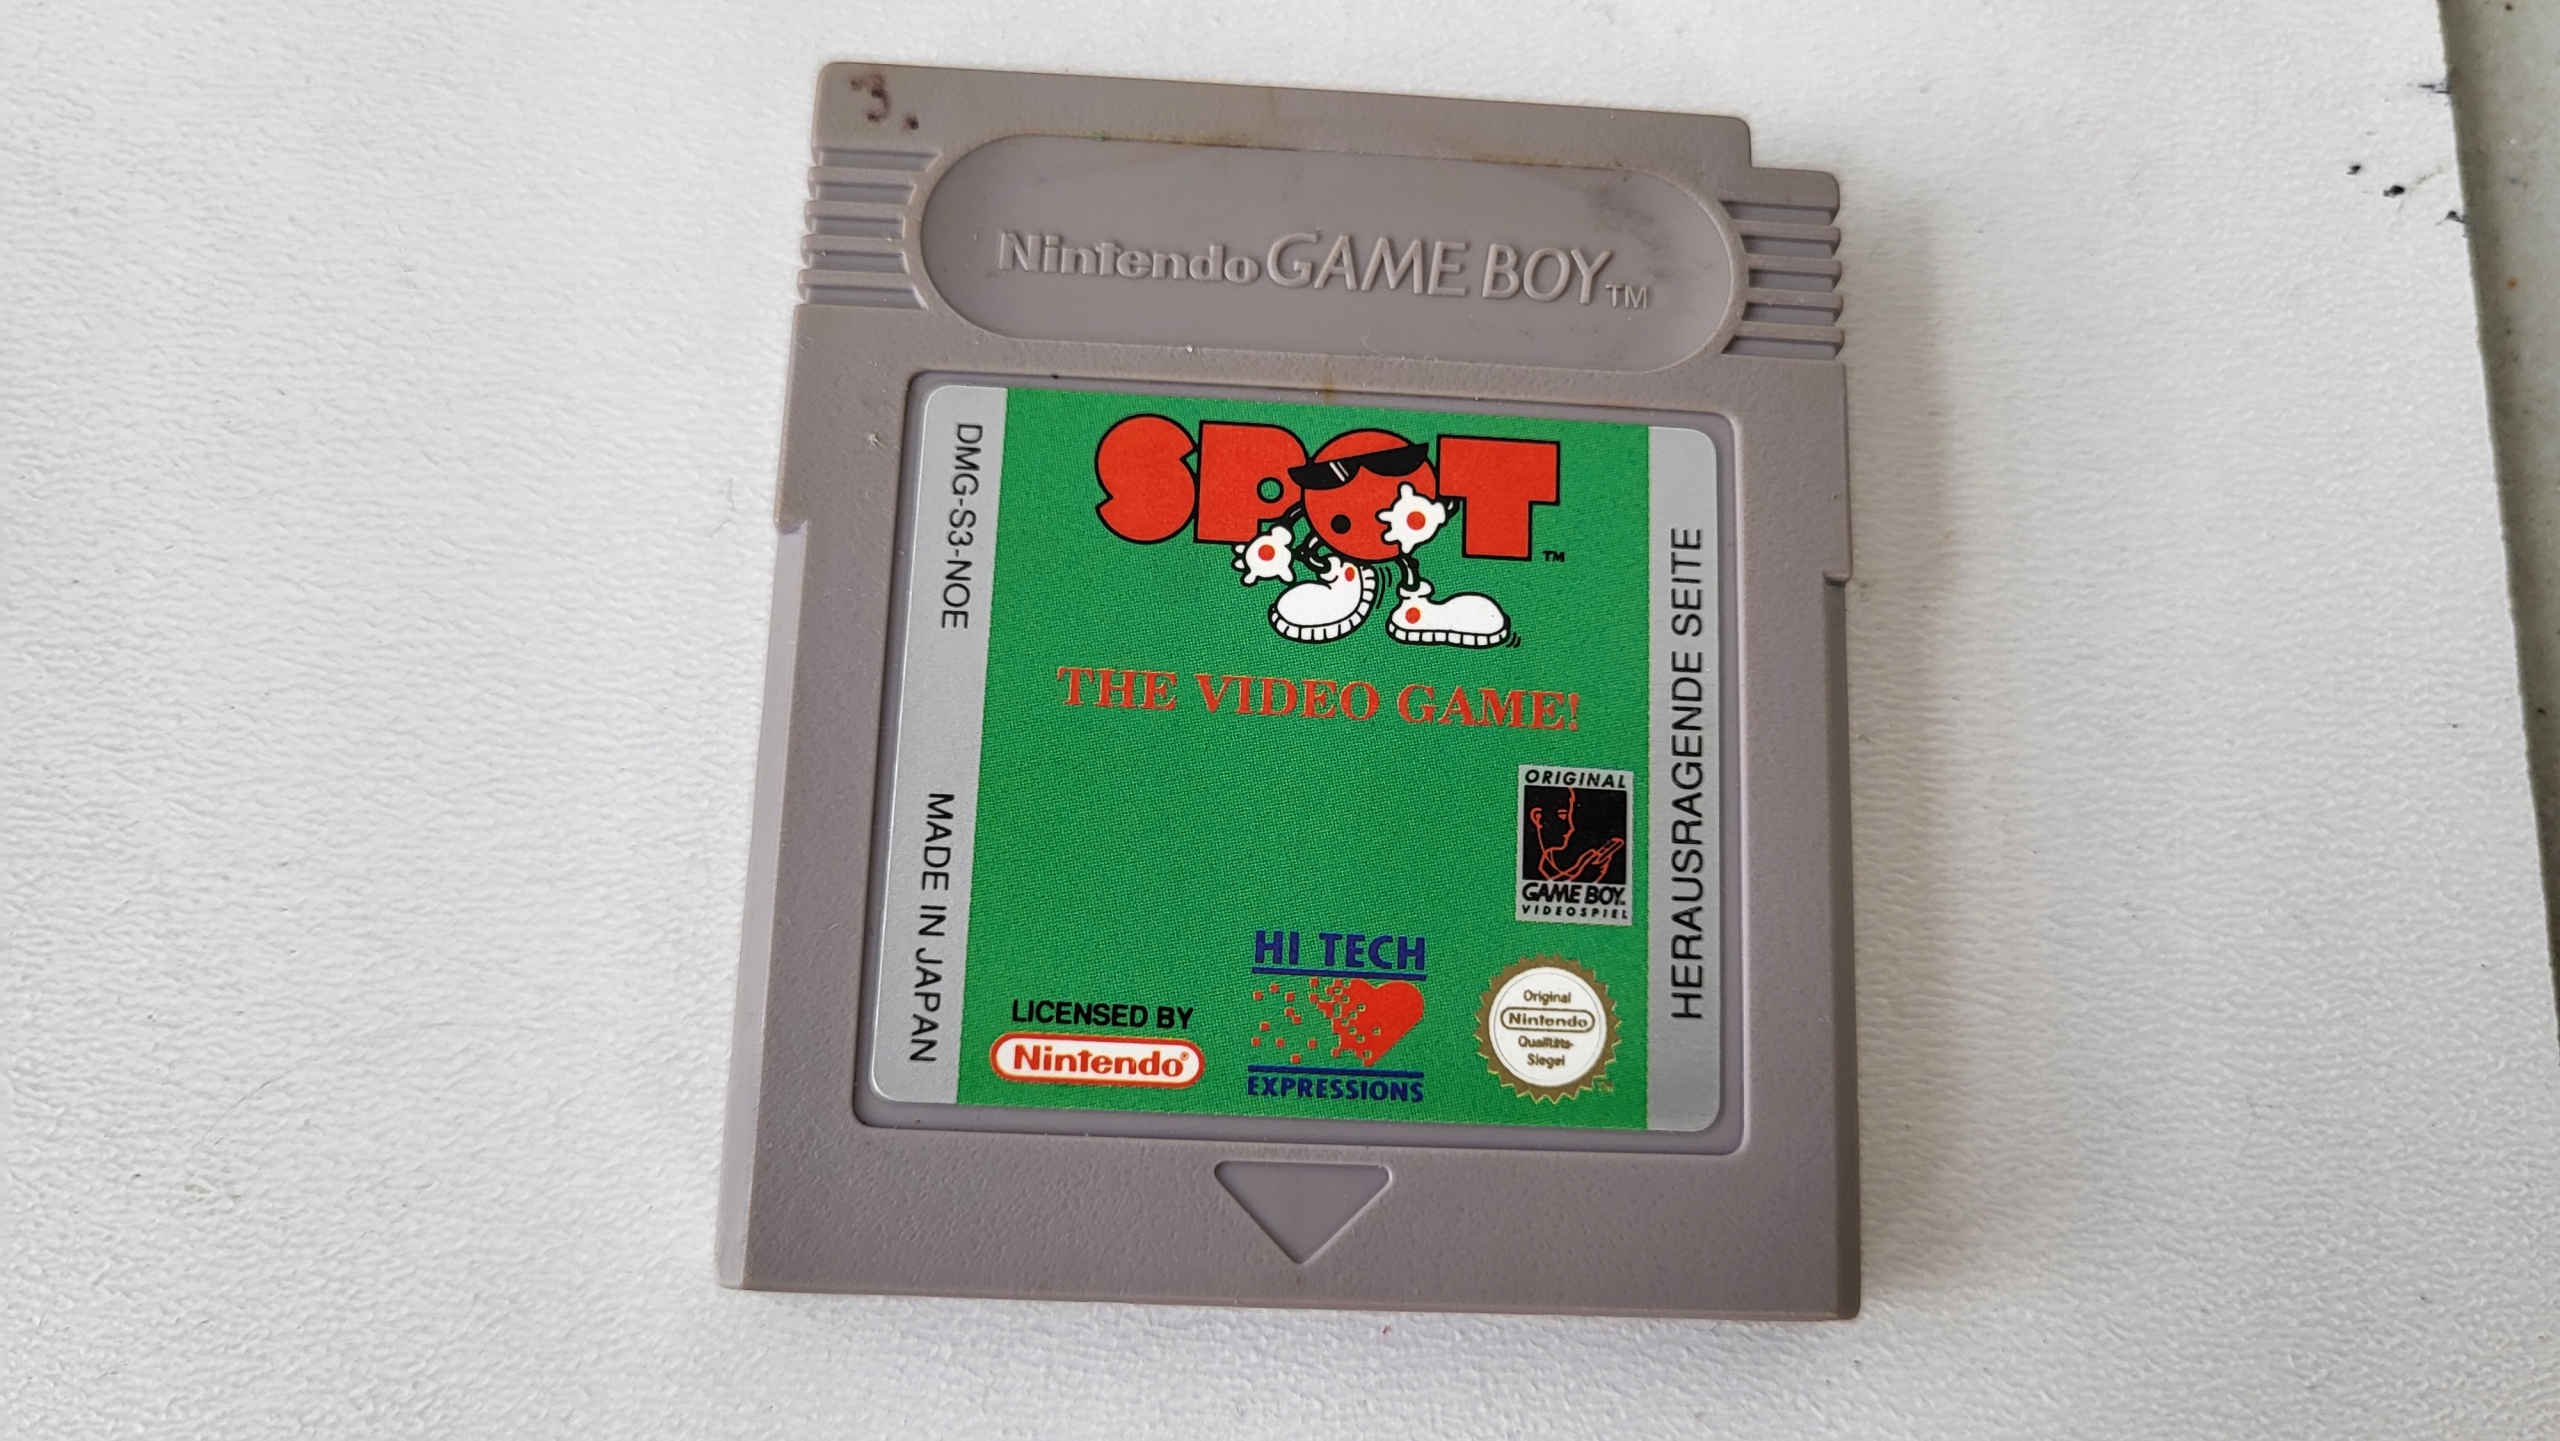 3.
Nintendo GAME BOY TM
DMG-S3-NOE
MADE IN JAPAN
SPOT TM
THE VIDEO GAME!
ORIGINAL
GAME BOY
VIDEOSPIEL
HI TECH
EXPRESSIONS
LICENSED BY
Nintendo®
Original
Nintendo
Qualitäts-
Siegel
HERAUSRAGENDE SEITE